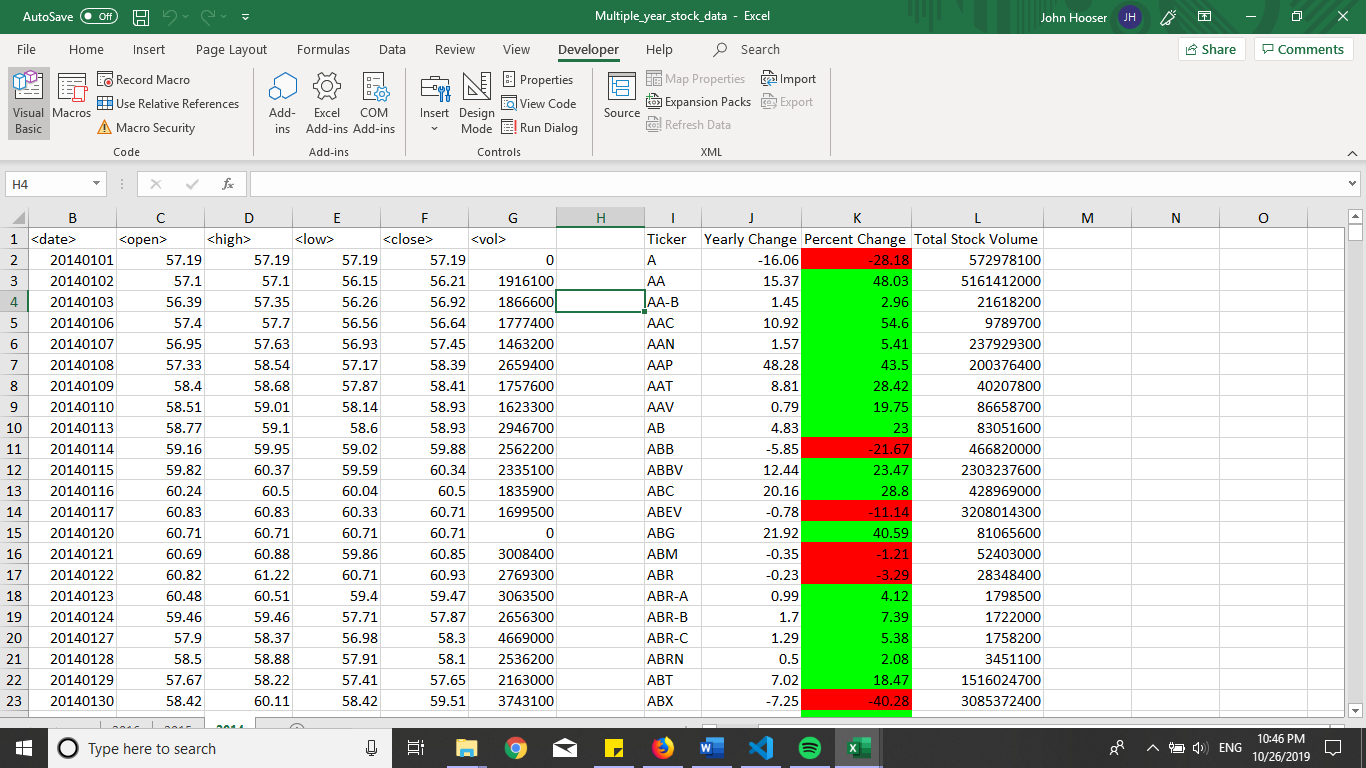 AutoSave Off Multiple_year_stock_data - Excel John Hooser JH
File Home Insert Page Layout Formulas Data Review View Developer Help Search Share Comments
Visual Basic
Macros
Record Macro
Use Relative References
Macro Security
Code
Add-ins
Excel Add-ins
COM Add-ins
Add-ins
Insert
Design Mode
Properties
View Code
Run Dialog
Controls
Source
Map Properties
Expansion Packs
Refresh Data
Import
Export
XML
H4 fx
B C D E F G H I J K L M N O
1 <date> <open> <high> <low> <close> <vol> Ticker Yearly Change Percent Change Total Stock Volume
2 20140101 57.19 57.19 57.19 57.19 0 A -16.06 -28.18 572978100
3 20140102 57.1 57.1 56.15 56.21 1916100 AA 15.37 48.03 5161412000
4 20140103 56.39 57.35 56.26 56.92 1866600 AA-B 1.45 2.96 21618200
5 20140106 57.4 57.7 56.56 56.64 1777400 AAC 10.92 54.6 9789700
6 20140107 56.95 57.63 56.93 57.45 1463200 AAN 1.57 5.41 237929300
7 20140108 57.33 58.54 57.17 58.39 2659400 AAP 48.28 43.5 200376400
8 20140109 58.4 58.68 57.87 58.41 1757600 AAT 8.81 28.42 40207800
9 20140110 58.51 59.01 58.14 58.93 1623300 AAV 0.79 19.75 86658700
10 20140113 58.77 59.1 58.6 58.93 2946700 AB 4.83 23 83051600
11 20140114 59.16 59.95 59.02 59.88 2562200 ABB -5.85 -21.67 466820000
12 20140115 59.82 60.37 59.59 60.34 2335100 ABBV 12.44 23.47 2303237600
13 20140116 60.24 60.5 60.04 60.5 1835900 ABC 20.16 28.8 428969000
14 20140117 60.83 60.83 60.33 60.71 1699500 ABEV -0.78 -11.14 3208014300
15 20140120 60.71 60.71 60.71 60.71 0 ABG 21.92 40.59 81065600
16 20140121 60.69 60.88 59.86 60.85 3008400 ABM -0.35 -1.21 52403000
17 20140122 60.82 61.22 60.71 60.93 2769300 ABR -0.23 -3.29 28348400
18 20140123 60.48 60.51 59.4 59.47 3063500 ABR-A 0.99 4.12 1798500
19 20140124 59.46 59.46 57.71 57.87 2656300 ABR-B 1.7 7.39 1722000
20 20140127 57.9 58.37 56.98 58.3 4669000 ABR-C 1.29 5.38 1758200
21 20140128 58.5 58.88 57.91 58.1 2536200 ABRN 0.5 2.08 3451100
22 20140129 57.67 58.22 57.41 57.65 2163000 ABT 7.02 18.47 1516024700
23 20140130 58.42 60.11 58.42 59.51 3743100 ABX -7.25 -40.28 3085372400
2016 2015 2014
Type here to search ENG 10:46 PM
10/26/2019